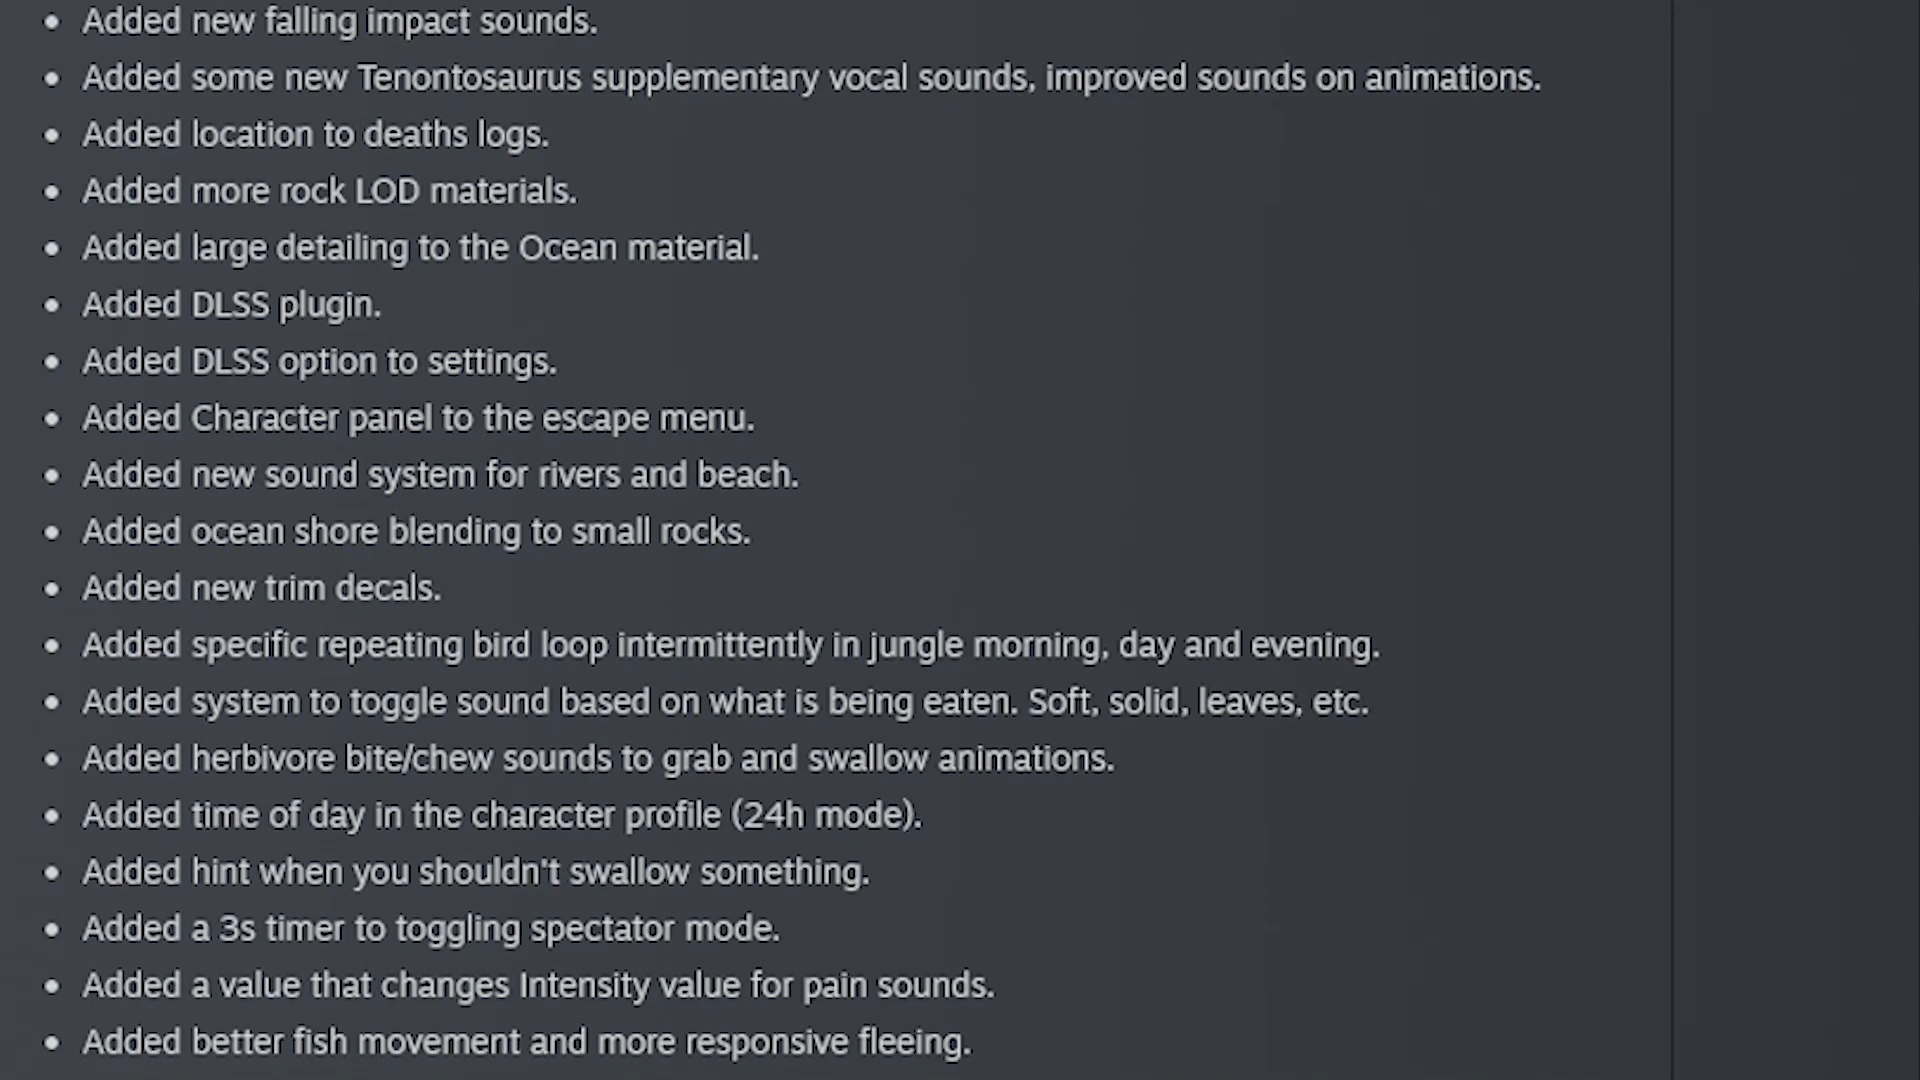 • Added new falling impact sounds.
• Added some new Tenontosaurus supplementary vocal sounds, improved sounds on animations.
• Added location to deaths logs.
• Added more rock LOD materials.
• Added large detailing to the Ocean material.
• Added DLSS plugin.
• Added DLSS option to settings.
• Added Character panel to the escape menu.
• Added new sound system for rivers and beach.
• Added ocean shore blending to small rocks.
• Added new trim decals.
• Added specific repeating bird loop intermittently in jungle morning, day and evening.
• Added system to toggle sound based on what is being eaten. Soft, solid, leaves, etc.
• Added herbivore bite/chew sounds to grab and swallow animations.
• Added time of day in the character profile (24h mode).
• Added hint when you shouldn't swallow something.
• Added a 3s timer to toggling spectator mode.
• Added a value that changes Intensity value for pain sounds.
• Added better fish movement and more responsive fleeing.